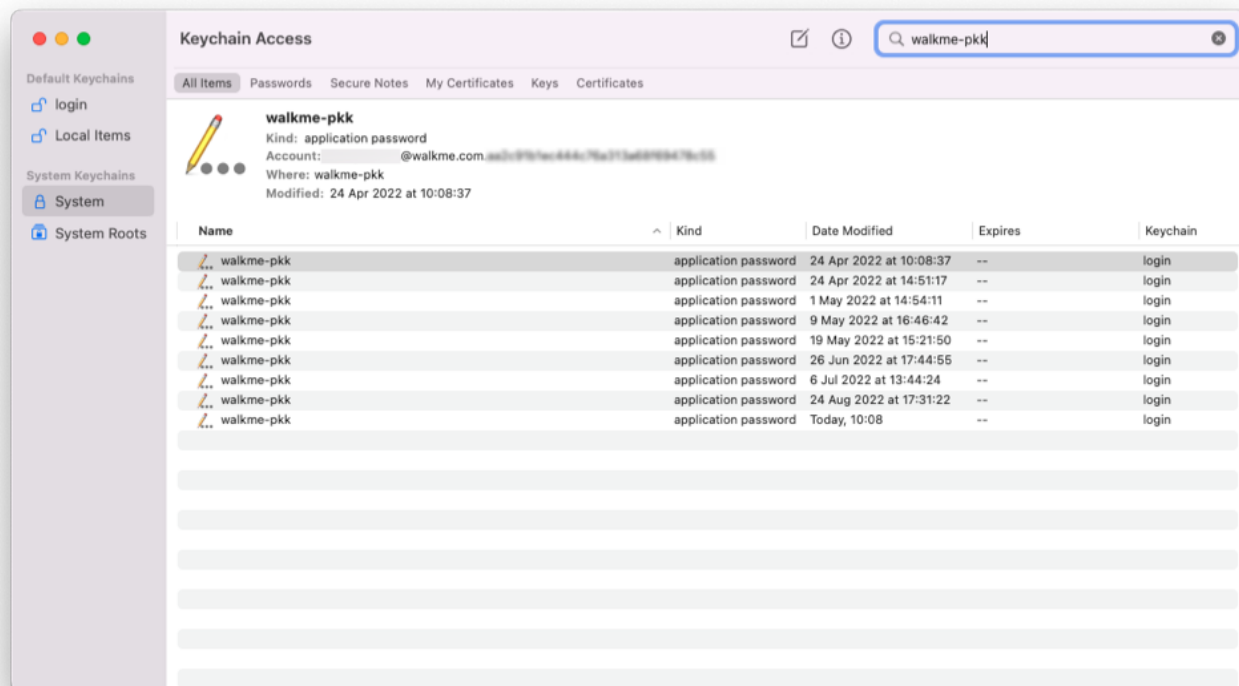 Keychain Access
walkme-pkk
Default Keychains
login
Local Items
System Keychains
System
System Roots
All Items Passwords Secure Notes My Certificates Keys Certificates
walkme-pkk
Kind: application password
Account: @walkme.com.
Where: walkme-pkk
Modified: 24 Apr 2022 at 10:08:37
Name Kind Date Modified Expires Keychain
walkme-pkk application password 24 Apr 2022 at 10:08:37 -- login
walkme-pkk application password 24 Apr 2022 at 14:51:17 -- login
walkme-pkk application password 1 May 2022 at 14:54:11 -- login
walkme-pkk application password 9 May 2022 at 16:46:42 -- login
walkme-pkk application password 19 May 2022 at 15:21:50 -- login
walkme-pkk application password 26 Jun 2022 at 17:44:55 -- login
walkme-pkk application password 6 Jul 2022 at 13:44:24 -- login
walkme-pkk application password 24 Aug 2022 at 17:31:22 -- login
walkme-pkk application password Today, 10:08 -- login